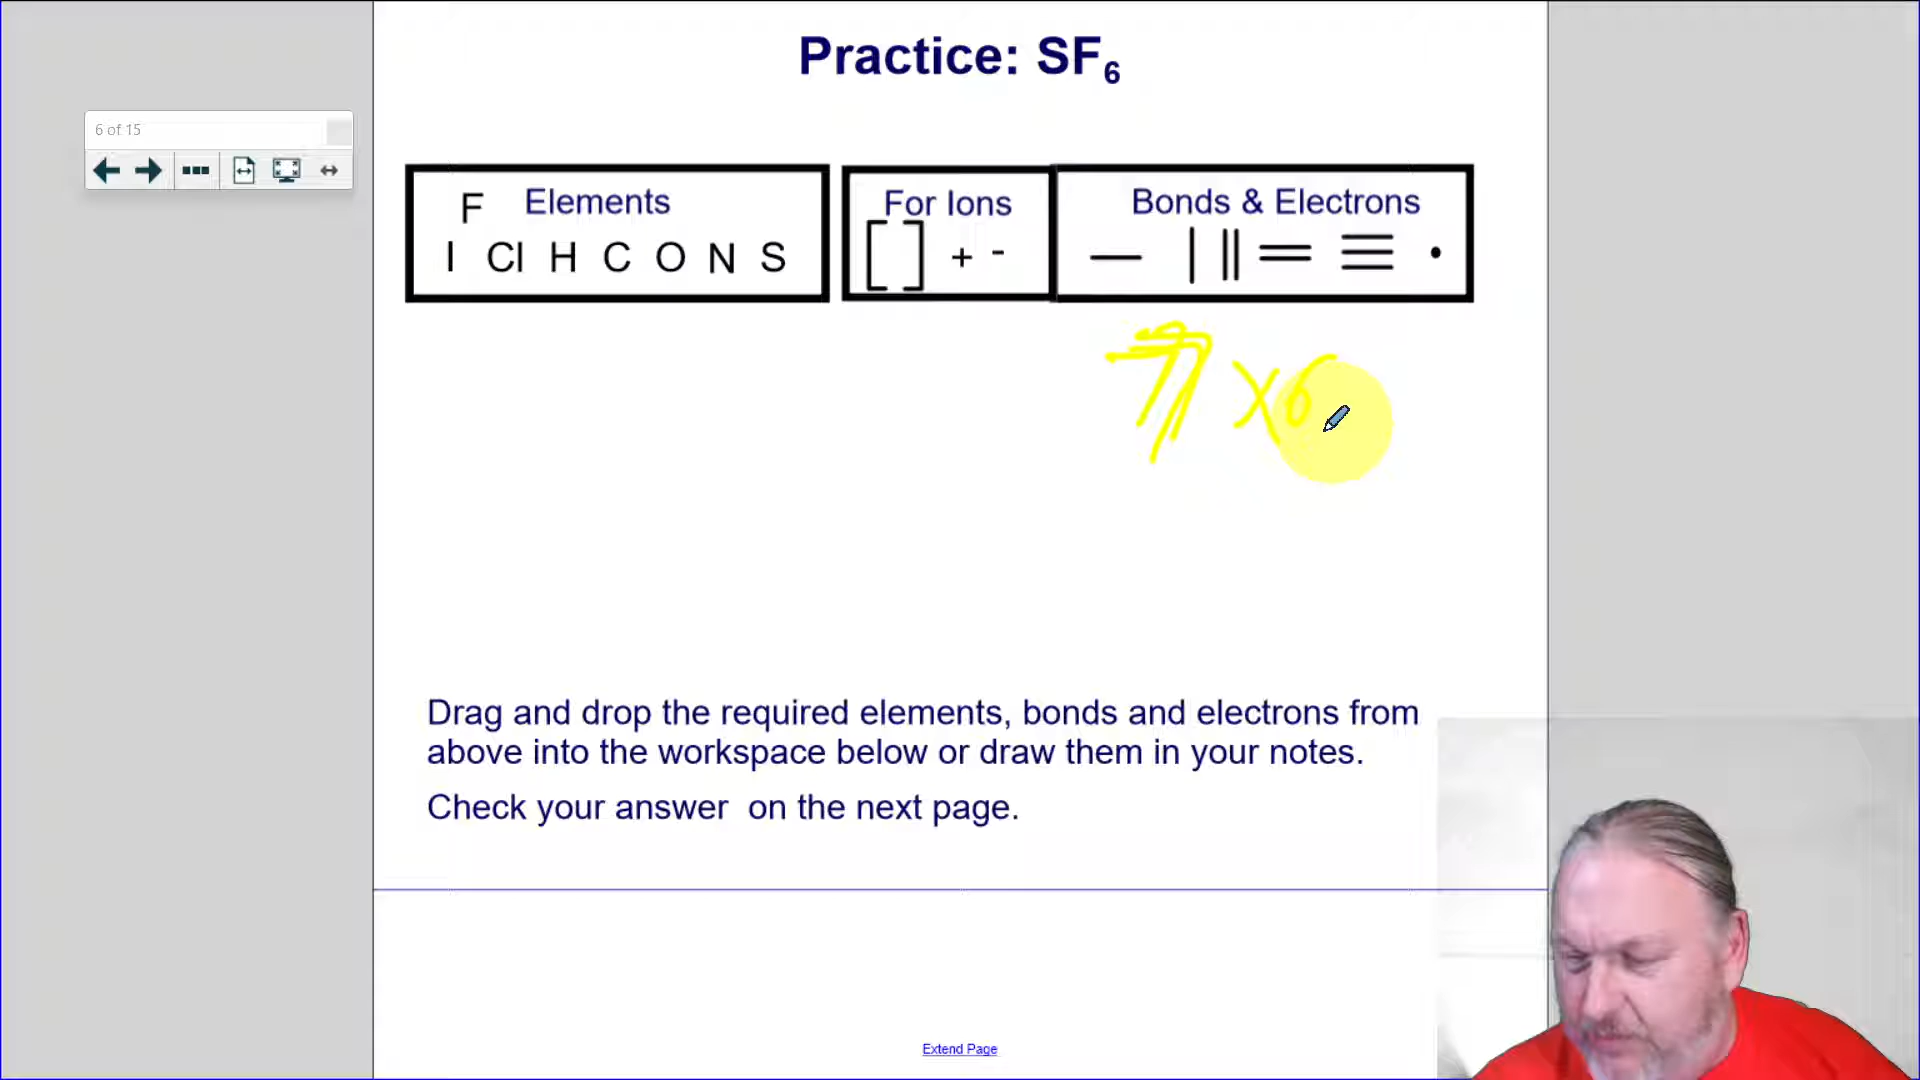 Practice: SF₆
6 of 15
F Elements
I Cl H C O N S
For Ions
[ ] + -
Bonds & Electrons
— | || = ≡ •
7 x 6
Drag and drop the required elements, bonds and electrons from
above into the workspace below or draw them in your notes.
Check your answer on the next page.
Extend Page